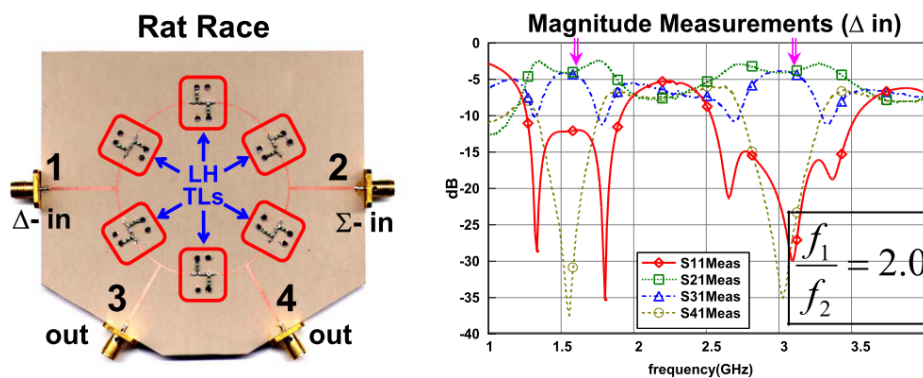 Rat Race
1
2
LH
TLs
Δ- in
Σ- in
3
4
out
out
Magnitude Measurements (Δ in)
0
-5
-10
-15
-20
-25
-30
-35
-40
dB
S11Meas
S21Meas
S31Meas
S41Meas
f₁/f₂ = 2.0
1
1.5
2
2.5
3
3.5
frequency(GHz)